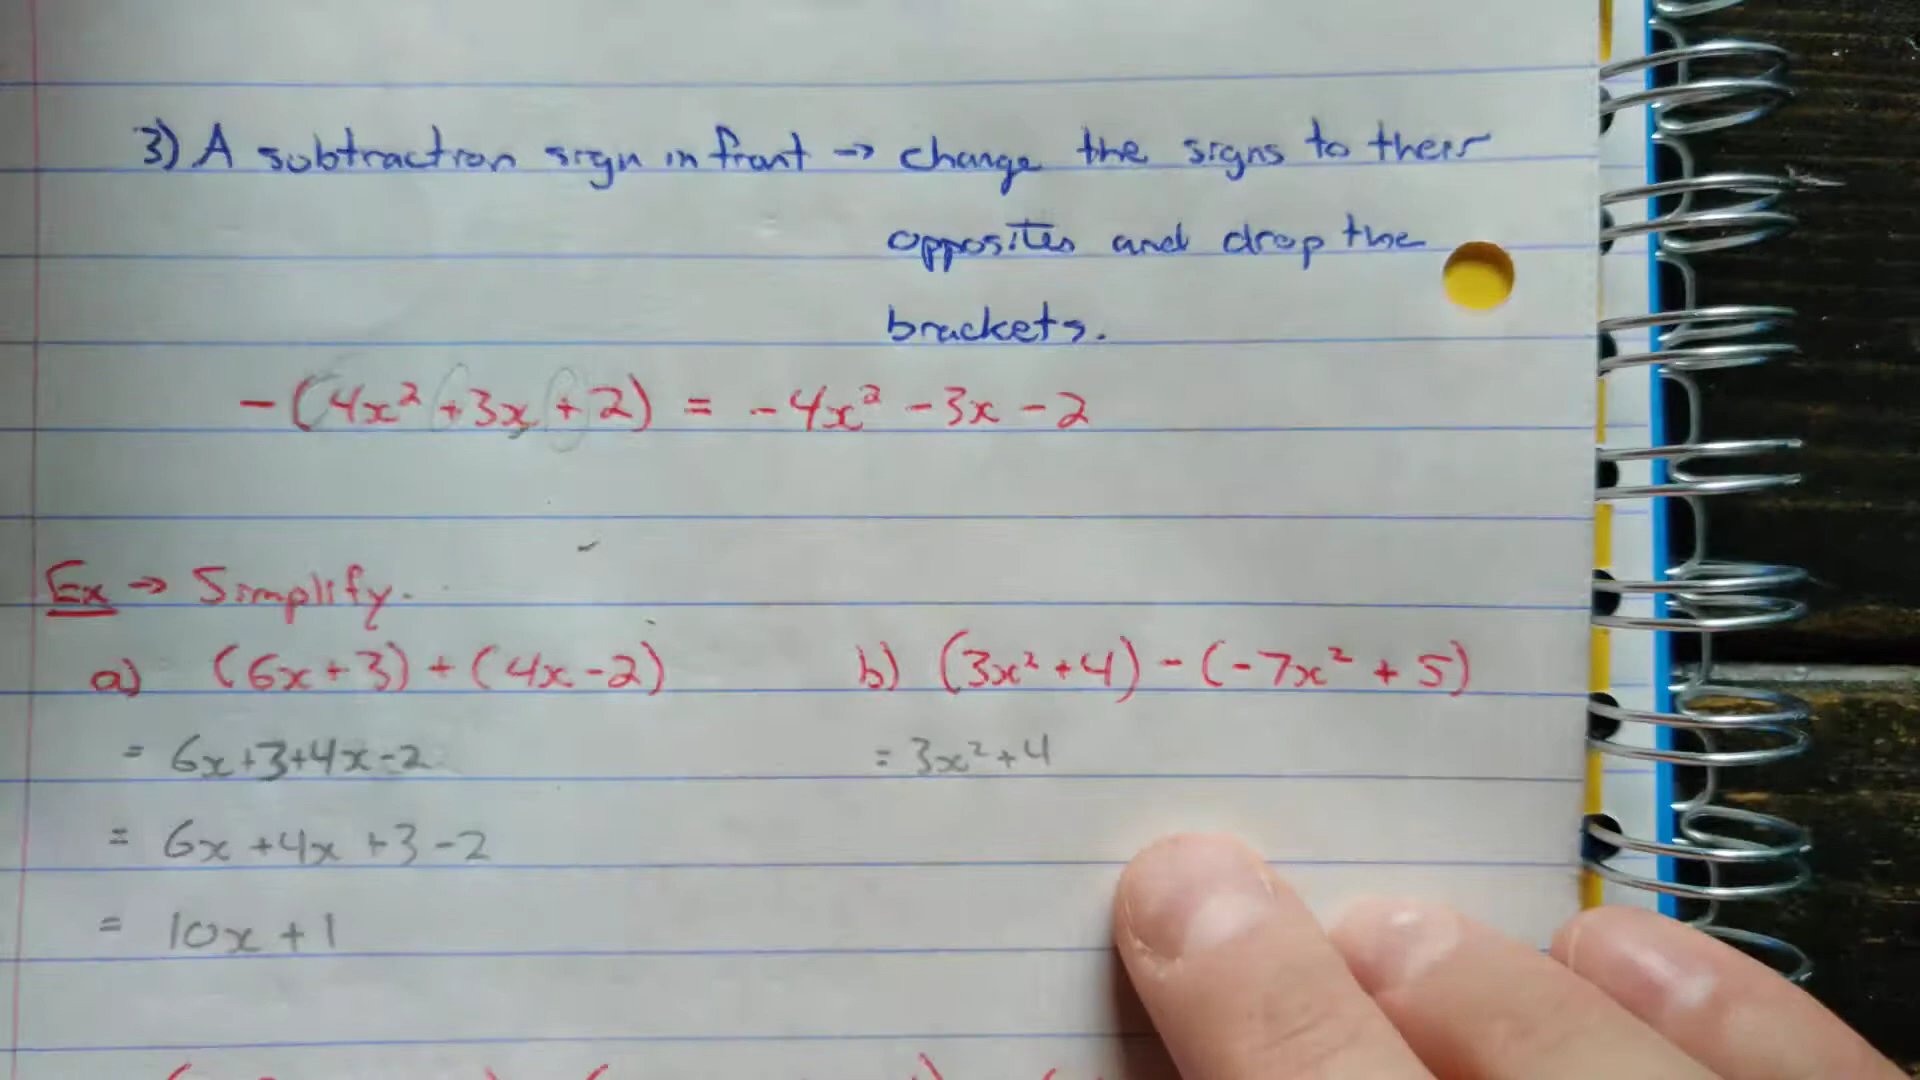 3) A subtraction sign in front → change the signs to their
opposites and drop the
brackets.
-(4x² +3x +2) = -4x² -3x -2
Ex → Simplify.
a) (6x+3) + (4x-2)
b) (3x² +4) - (-7x² + 5)
= 6x+3+4x-2
= 3x²+4
= 6x +4x +3 -2
= 10x +1